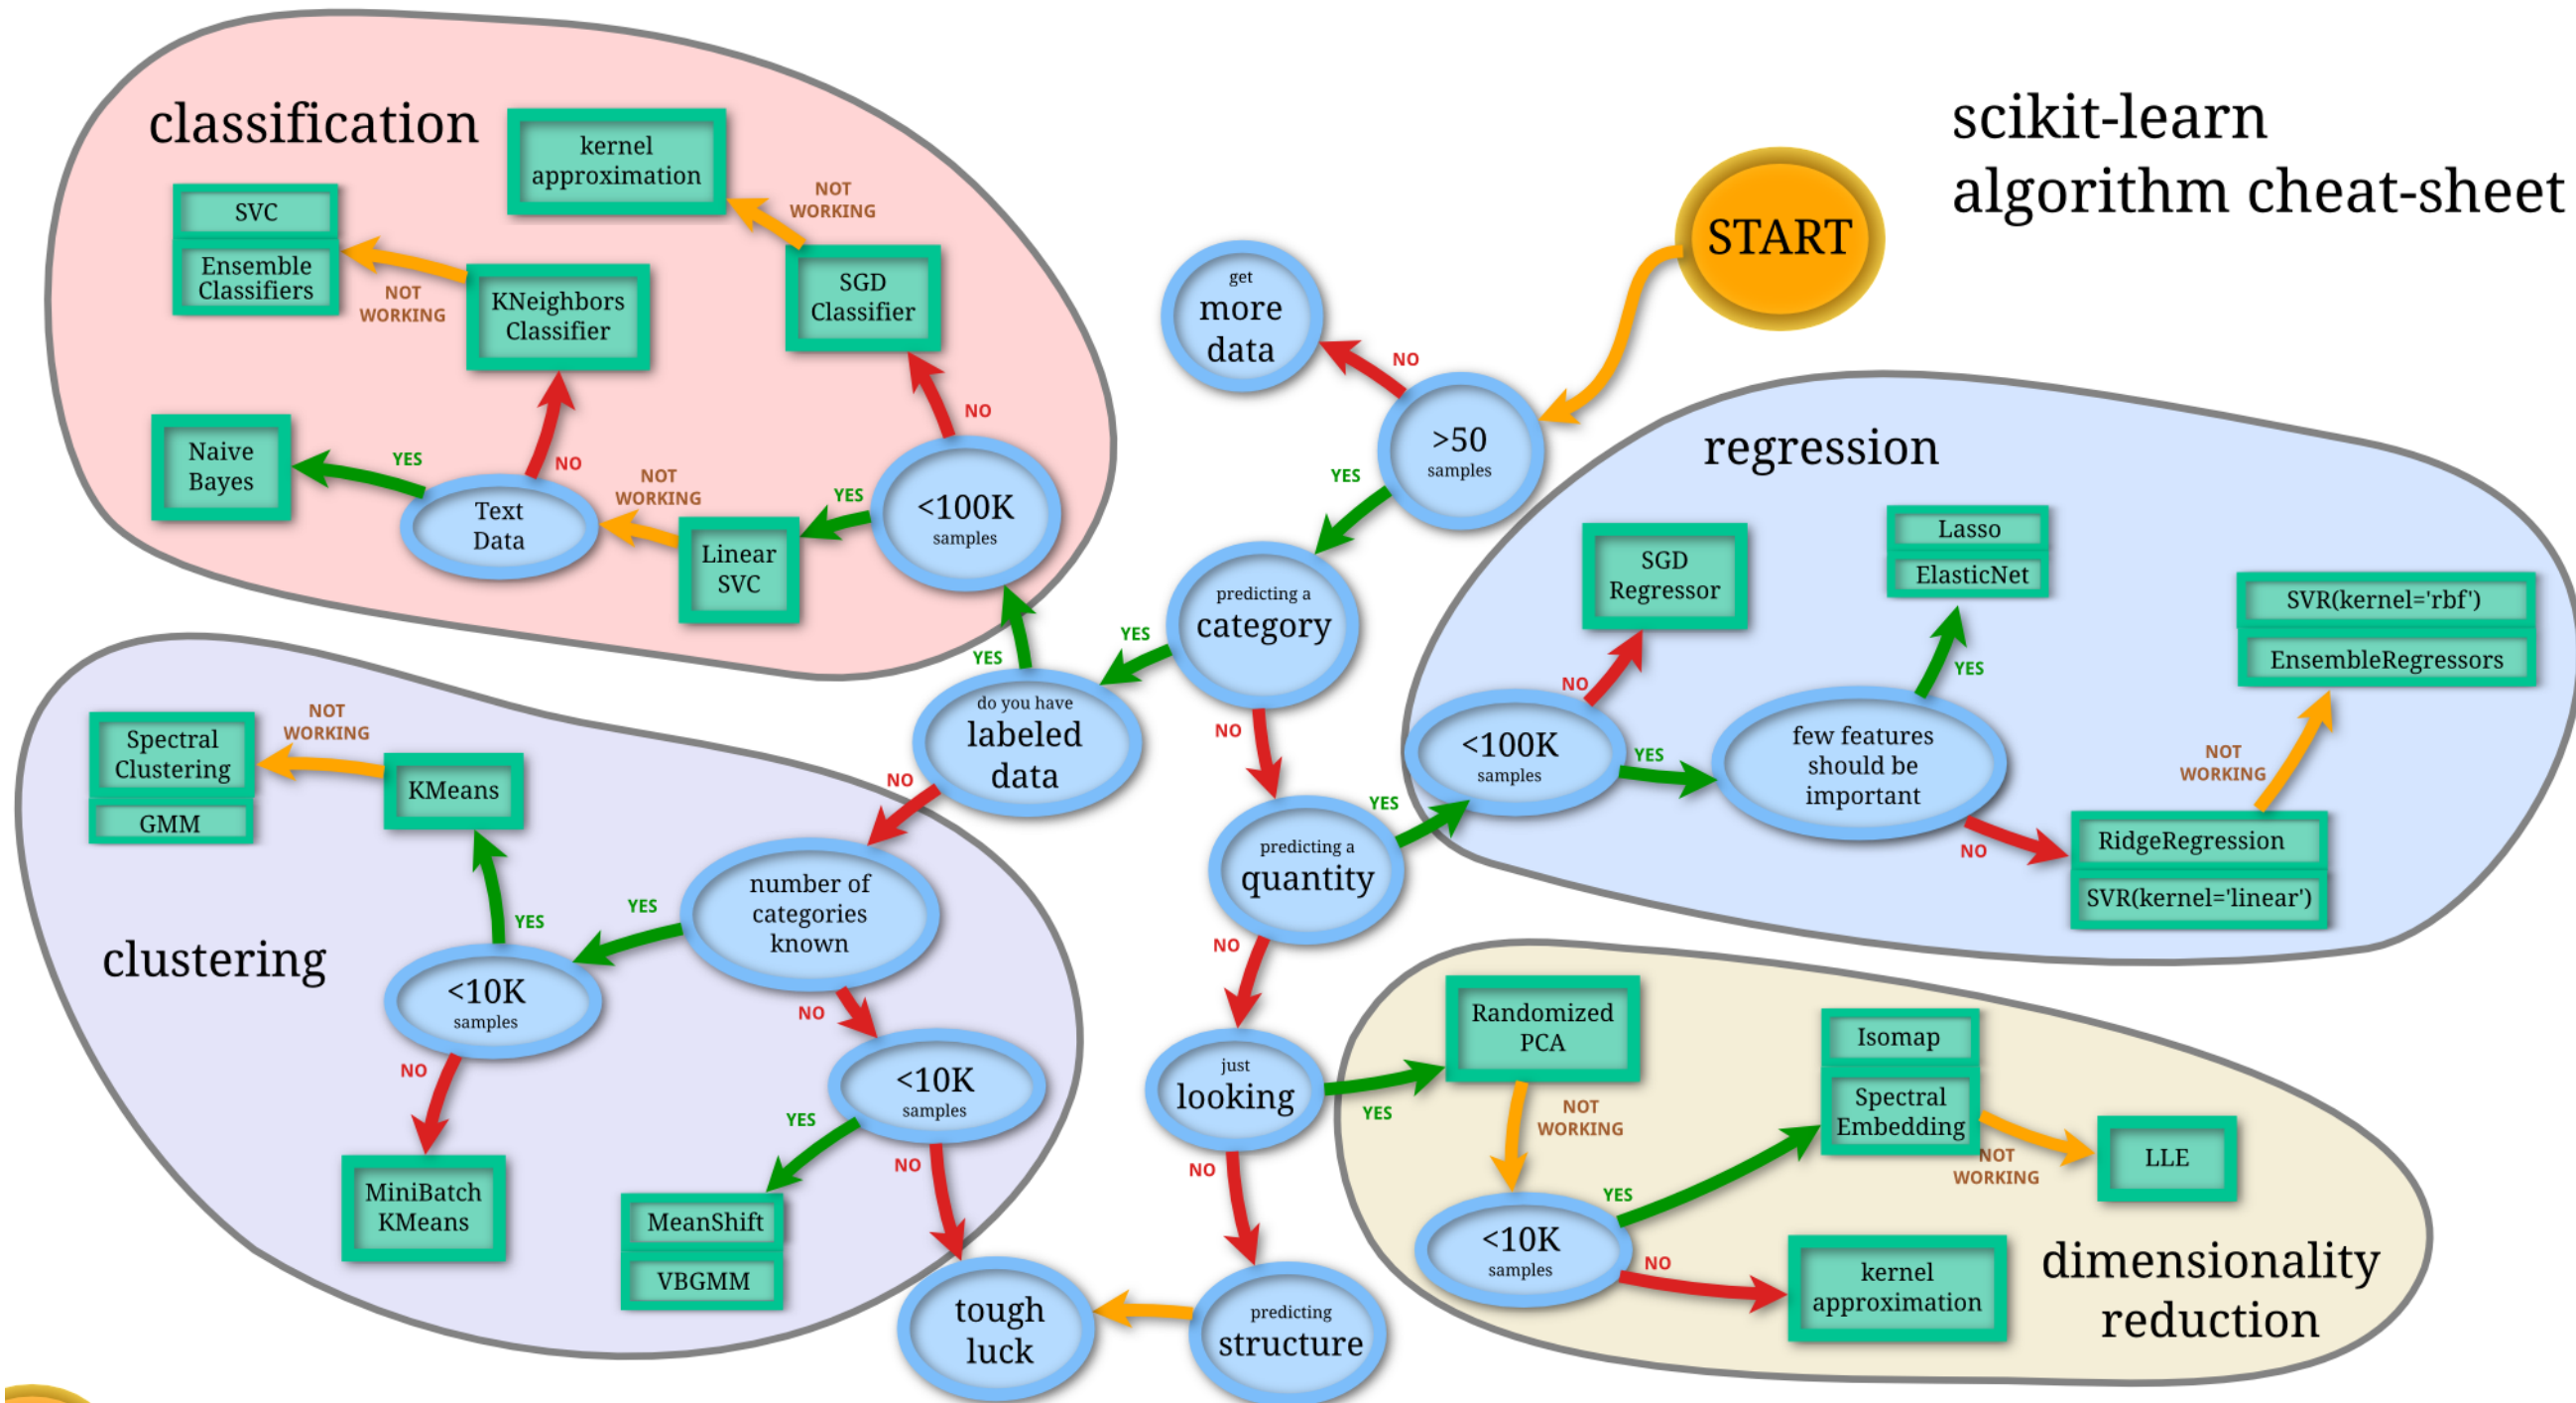 scikit-learn
algorithm cheat-sheet
START
get
more
data
NO
>50
samples
YES
predicting a
category
YES
NO
do you have
labeled
data
YES
NO
predicting a
quantity
YES
NO
just
looking
YES
NO
predicting
structure
tough
luck
classification
kernel
approximation
NOT
WORKING
SVC
Ensemble
Classifiers
NOT
WORKING
KNeighbors
Classifier
SGD
Classifier
NO
Naive
Bayes
YES
NO
Text
Data
NOT
WORKING
Linear
SVC
YES
<100K
samples
regression
SGD
Regressor
Lasso
ElasticNet
SVR(kernel='rbf')
EnsembleRegressors
NO
YES
<100K
samples
YES
few features
should be
important
NOT
WORKING
NO
RidgeRegression
SVR(kernel='linear')
clustering
Spectral
Clustering
GMM
NOT
WORKING
KMeans
number of
categories
known
YES
YES
<10K
samples
NO
NO
<10K
samples
YES
NO
MiniBatch
KMeans
MeanShift
VBGMM
dimensionality
reduction
Randomized
PCA
NOT
WORKING
Isomap
Spectral
Embedding
NOT
WORKING
LLE
YES
<10K
samples
NO
kernel
approximation